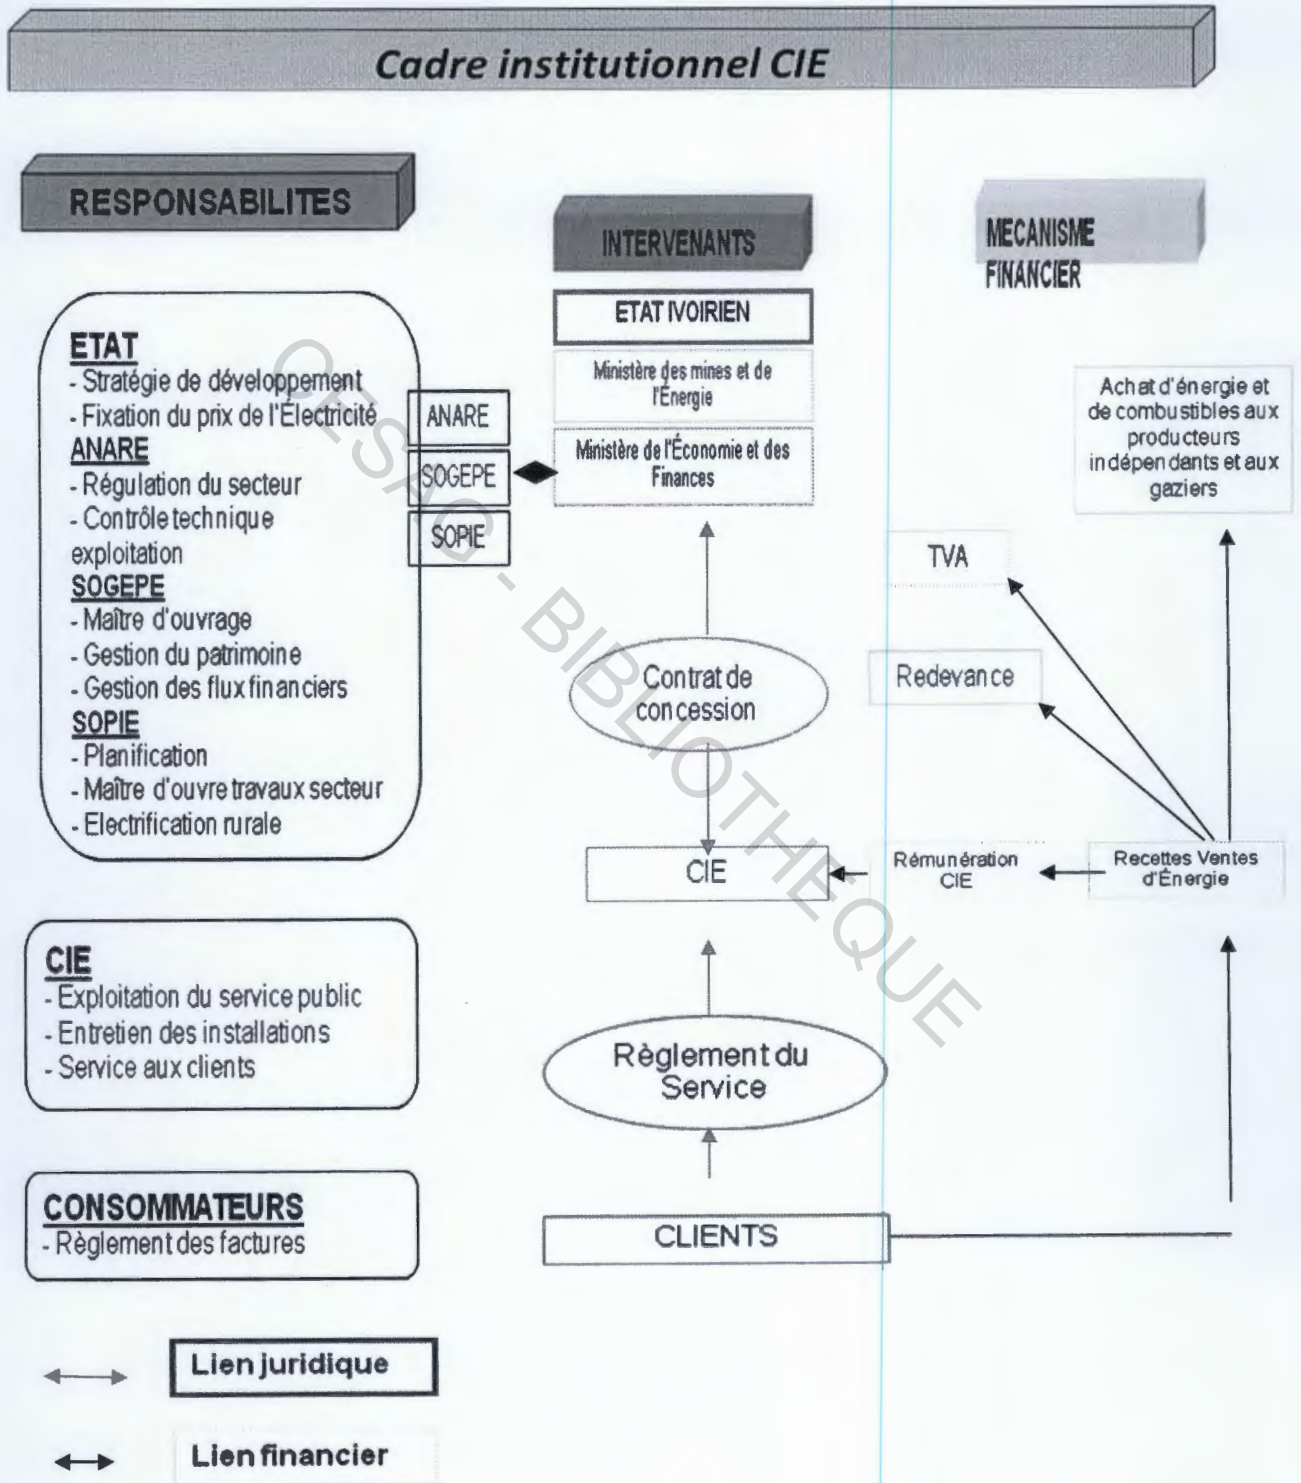 Cadre institutionnel CIE
RESPONSABILITES
INTERVENANTS
MECANISME
FINANCIER
ETAT
- Stratégie de développement
- Fixation du prix de l'Électricité
ANARE
- Régulation du secteur
- Contrôle technique
exploitation
SOGEPE
- Maître d'ouvrage
- Gestion du patrimoine
- Gestion des flux financiers
SOPIE
- Planification
- Maître d'ouvre travaux secteur
- Electrification rurale
ANARE
SOGEPE
SOPIE
ETAT IVOIRIEN
Ministère des mines et de
l'Énergie
Ministère de l'Économie et des
Finances
Achat d'énergie et
de combustibles aux
producteurs
indépendants et aux
gaziers
TVA
Redevance
Contrat de
concession
CIE
Rémunération
CIE
Recettes Ventes
d'Énergie
CIE
- Exploitation du service public
- Entretien des installations
- Service aux clients
Règlement du
Service
CONSOMMATEURS
- Règlement des factures
CLIENTS
Lien juridique
Lien financier
CESAG - BIBLIOTHEQUE